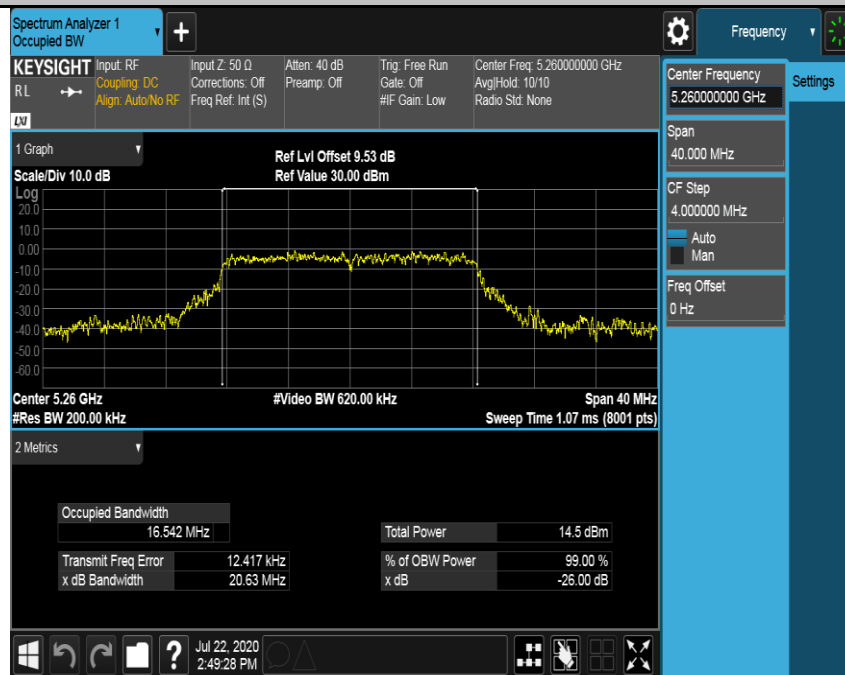 Spectrum Analyzer 1
Occupied BW
+
Frequency
KEYSIGHT
RL
LXI
Input: RF
Coupling: DC
Align: Auto/No RF
Input Z: 50 Ω
Corrections: Off
Freq Ref: Int (S)
Atten: 40 dB
Preamp: Off
Trig: Free Run
Gate: Off
#IF Gain: Low
Center Freq: 5.260000000 GHz
Avg|Hold: 10/10
Radio Std: None
1 Graph
Scale/Div 10.0 dB
Ref Lvl Offset 9.53 dB
Ref Value 30.00 dBm
Log
20.0
10.0
0.00
-10.0
-20.0
-30.0
-40.0
-50.0
-60.0
Center 5.26 GHz
#Video BW 620.00 kHz
Span 40 MHz
#Res BW 200.00 kHz
Sweep Time 1.07 ms (8001 pts)
2 Metrics
Occupied Bandwidth
16.542 MHz
Total Power 14.5 dBm
Transmit Freq Error 12.417 kHz
% of OBW Power 99.00 %
x dB Bandwidth 20.63 MHz
x dB -26.00 dB
?
Jul 22, 2020
2:49:28 PM
Center Frequency
5.260000000 GHz
Settings
Span
40.000 MHz
CF Step
4.000000 MHz
Auto
Man
Freq Offset
0 Hz